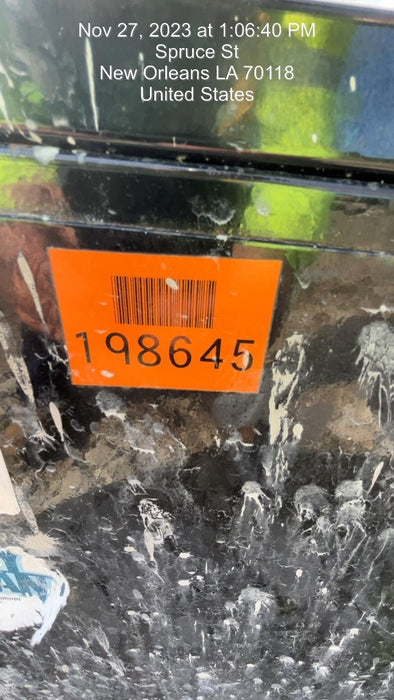 Nov 27, 2023 at 1:06:40 PM
Spruce St
New Orleans LA 70118
United States
198645